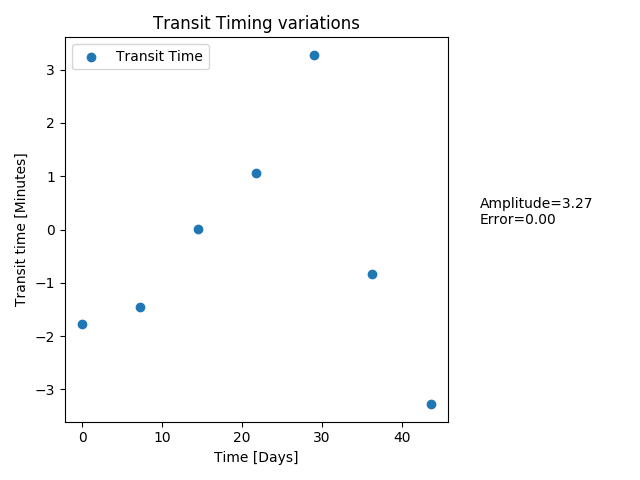 Transit Timing variations
Transit Time
Transit time [Minutes]
3
2
1
0
−1
−2
−3
0 10 20 30 40
Time [Days]
Amplitude=3.27
Error=0.00